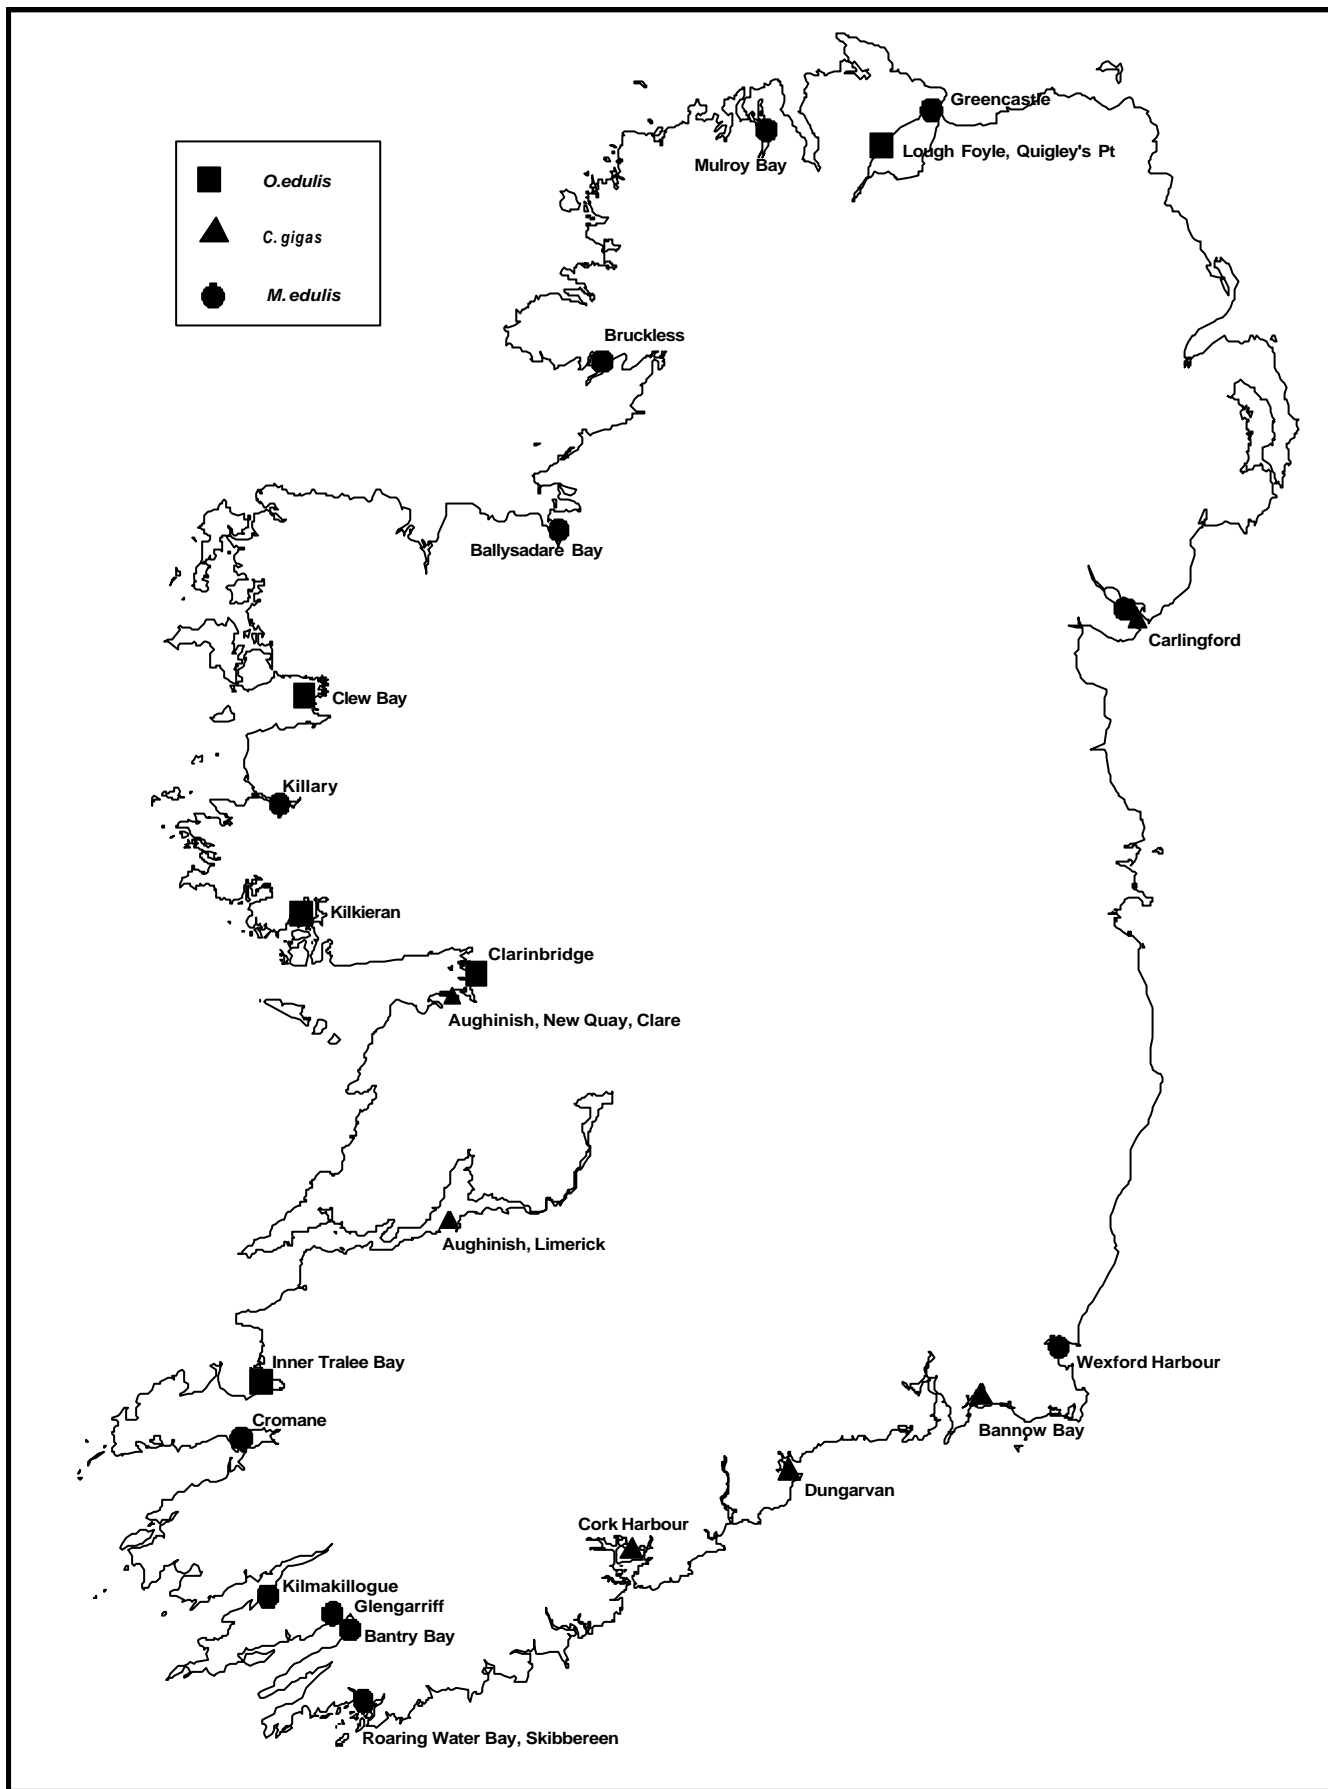 Greencastle
Mulroy Bay
Lough Foyle, Quigley's Pt
O.edulis
C. gigas
M. edulis
Bruckless
Ballysadare Bay
Carlingford
Clew Bay
Killary
Kilkieran
Clarinbridge
Aughinish, New Quay, Clare
Aughinish, Limerick
Inner Tralee Bay
Wexford Harbour
Cromane
Bannow Bay
Dungarvan
Cork Harbour
Kilmakillogue
Glengarriff
Bantry Bay
Roaring Water Bay, Skibbereen